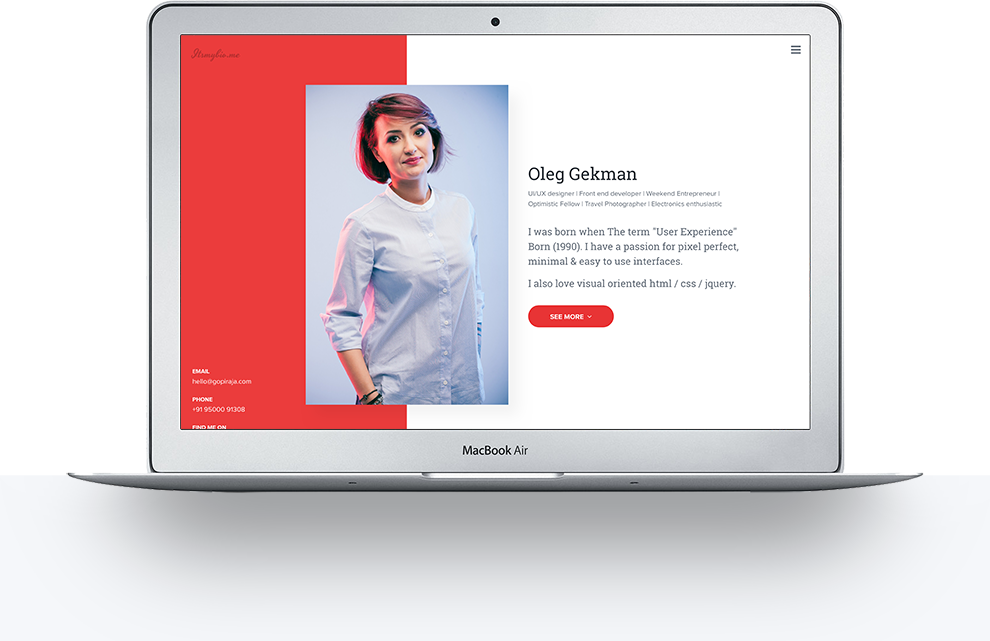 Itsmybio.me
Oleg Gekman
UI/UX designer | Front end developer | Weekend Entrepreneur |
Optimistic Fellow | Travel Photographer | Electronics enthusiastic
I was born when The term "User Experience"
Born (1990). I have a passion for pixel perfect,
minimal & easy to use interfaces.
I also love visual oriented html / css / jquery.
SEE MORE
EMAIL
hello@gopiraja.com
PHONE
+91 95000 91308
FIND ME ON
MacBook Air